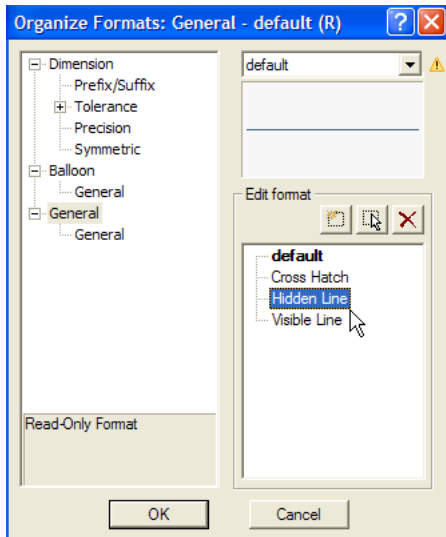 Organize Formats: General - default (R)
Dimension
Prefix/Suffix
Tolerance
Precision
Symmetric
Balloon
General
General
General
Read-Only Format
default
Edit format
default
Cross Hatch
Hidden Line
Visible Line
OK
Cancel